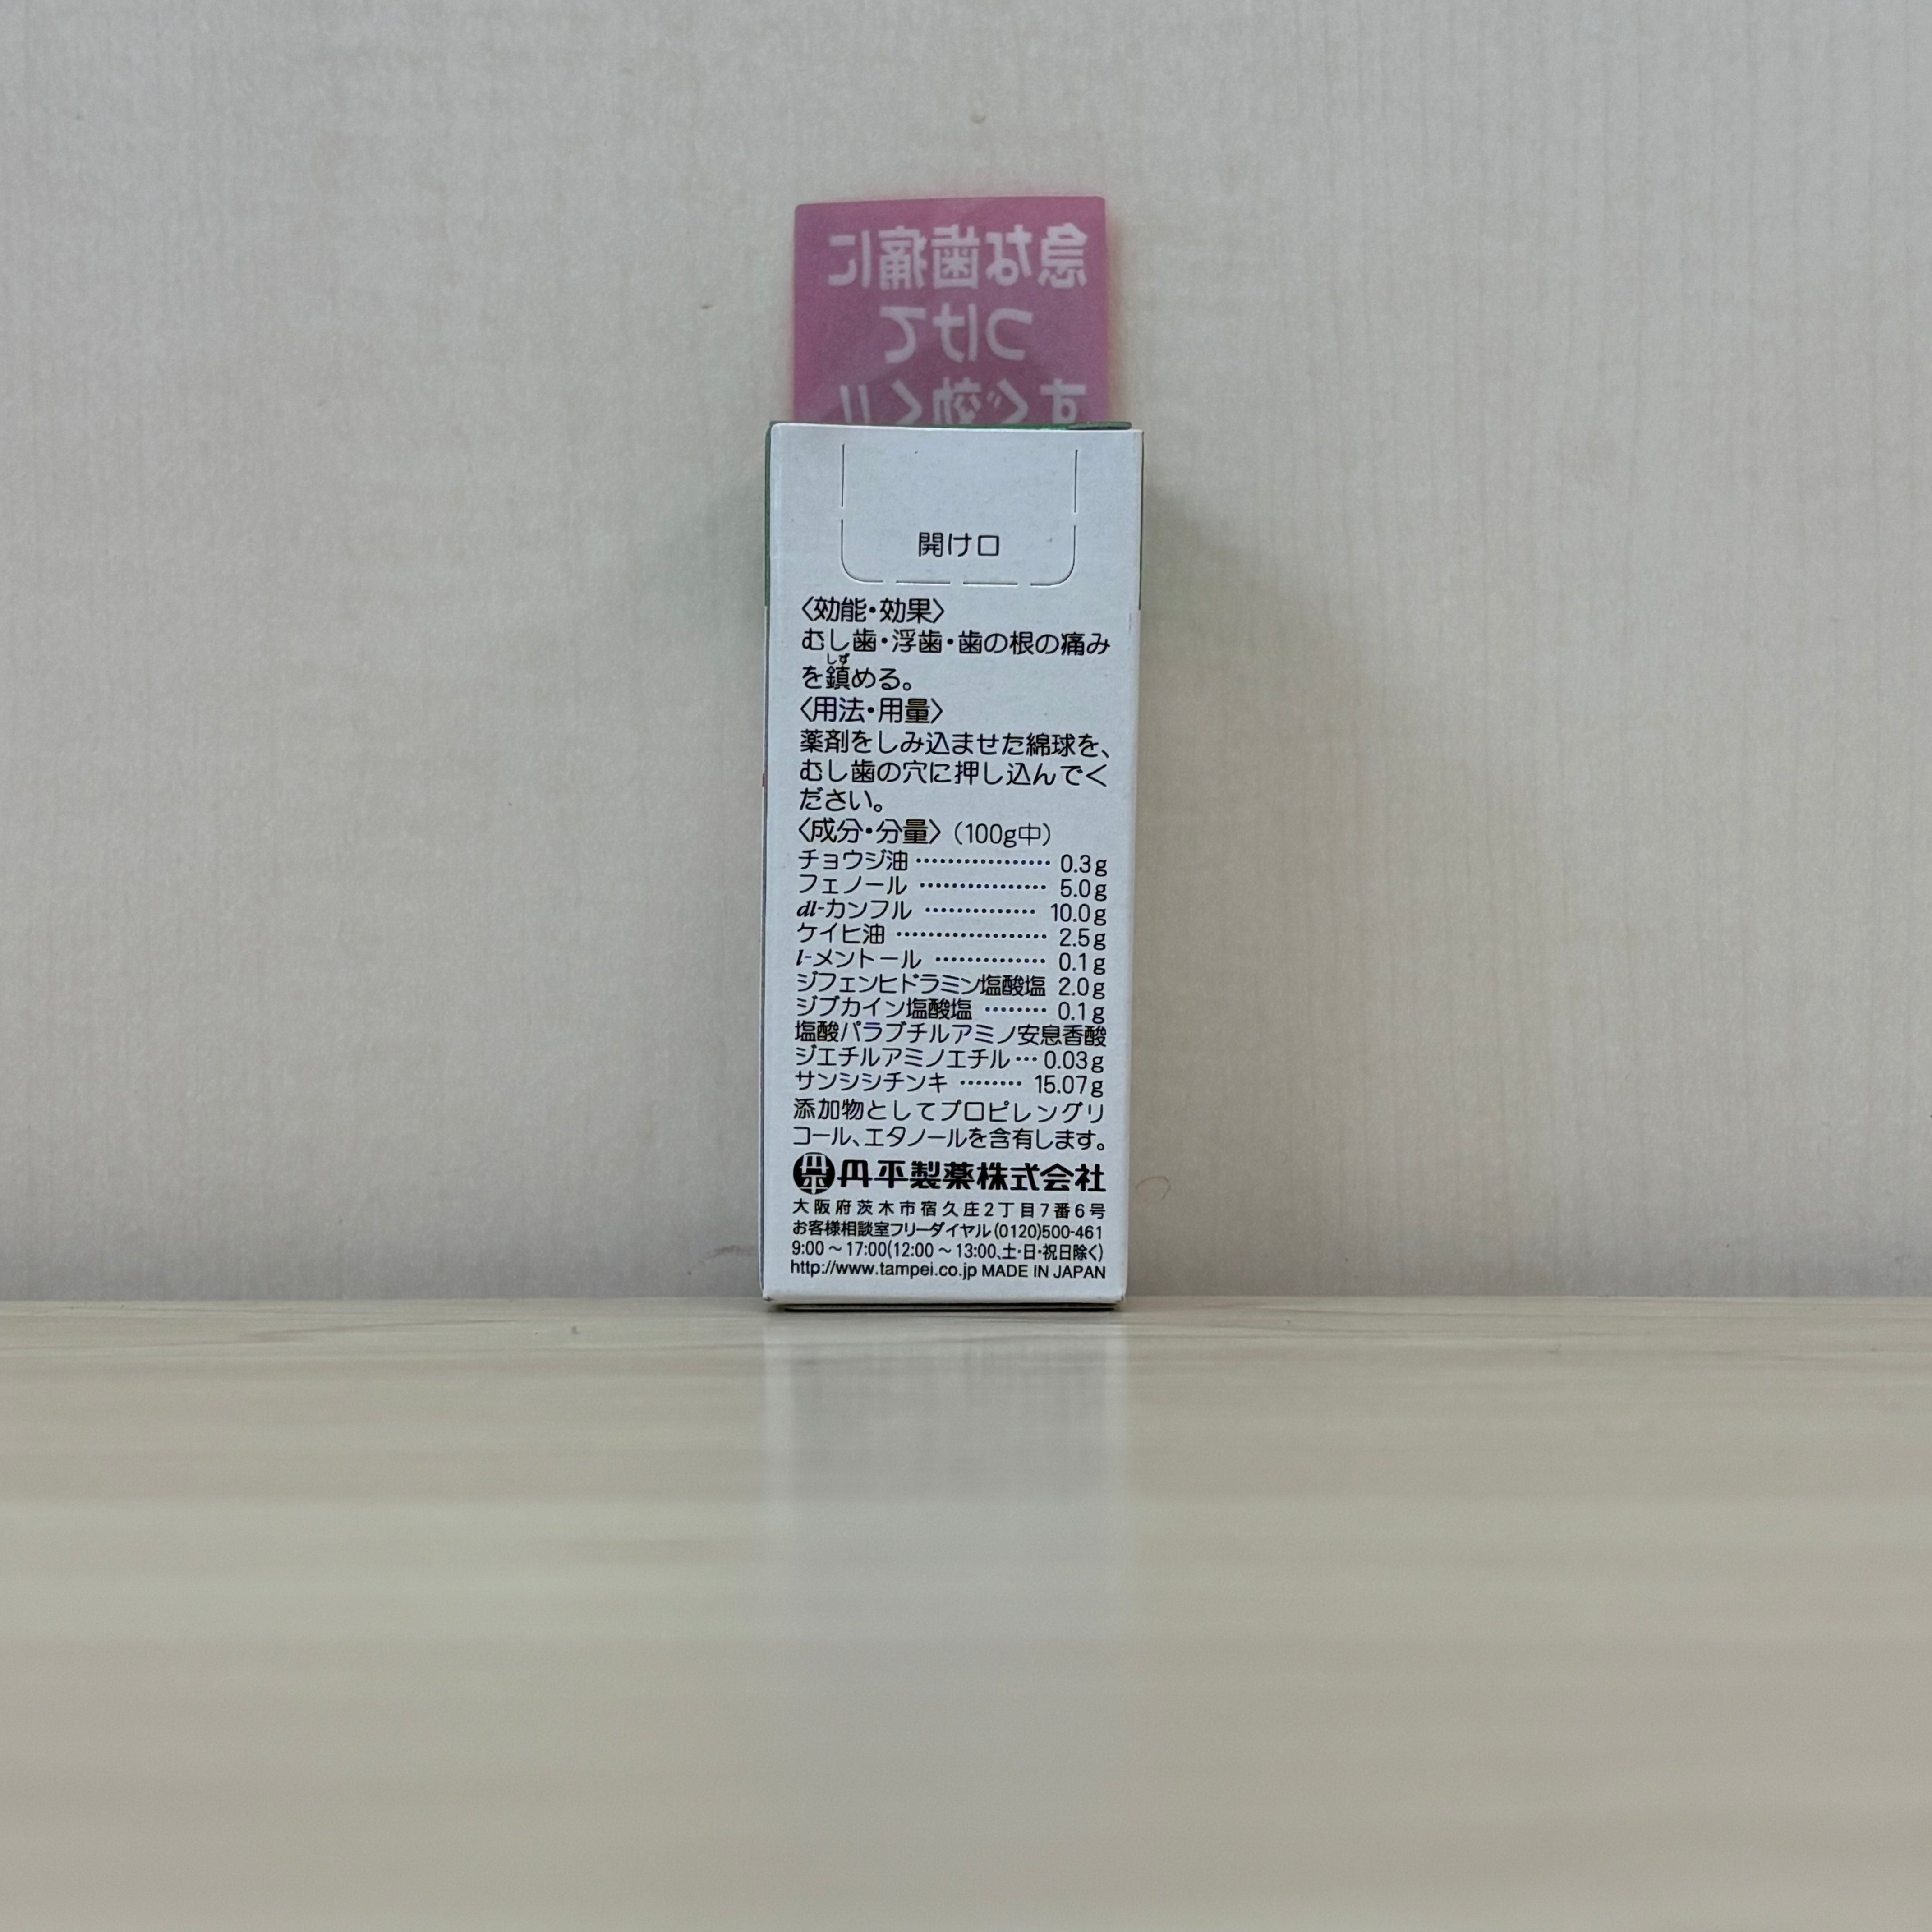 急な歯痛に
つけて
すぐ効く!!
開け口
〈効能・効果〉
むし歯・浮歯・歯の根の痛み
しず
を鎮める。
〈用法・用量〉
薬剤をしみ込ませた綿球を、
むし歯の穴に押し込んでく
ださい。
〈成分・分量〉(100g中)
チョウジ油 ················· 0.3g
フェノール ················ 5.0g
dl-カンフル ·············· 10.0g
ケイヒ油 ··················· 2.5g
l-メントール ·············· 0.1g
ジフェンヒドラミン塩酸塩 2.0g
ジブカイン塩酸塩 ········ 0.1g
塩酸パラブチルアミノ安息香酸
ジエチルアミノエチル ··· 0.03g
サンシシチンキ ········ 15.07g
添加物としてプロピレングリ
コール、エタノールを含有します。
丹平製薬株式会社
大阪府茨木市宿久庄2丁目7番6号
お客様相談室フリーダイヤル(0120)500-461
9:00～17:00(12:00～13:00、土・日・祝日除く)
http://www.tampei.co.jp MADE IN JAPAN